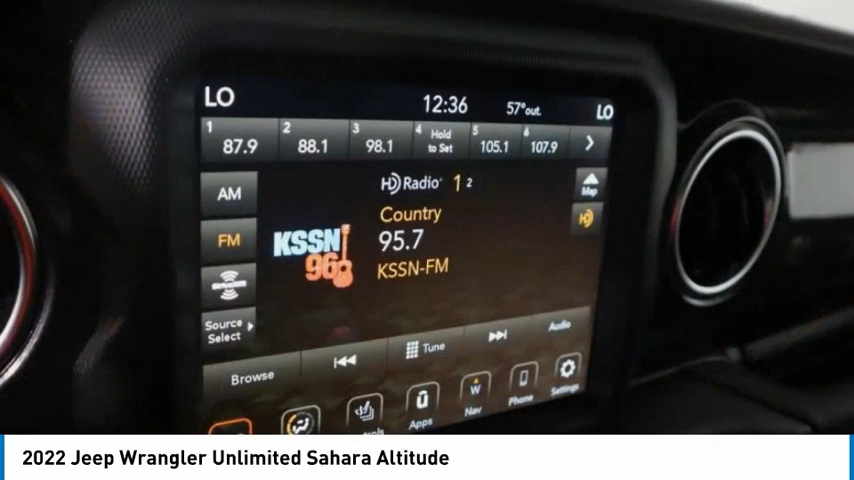 LO 12:36 57°out. LO
1 87.9 2 88.1 3 98.1 4 Hold to Set 5 105.1 6 107.9
AM HD Radio 1 2 Map
Country
FM KSSN 96 95.7 HD
KSSN-FM
SiriusXM
Source Select
Browse Tune Audio
Apps Nav Phone Settings
2022 Jeep Wrangler Unlimited Sahara Altitude